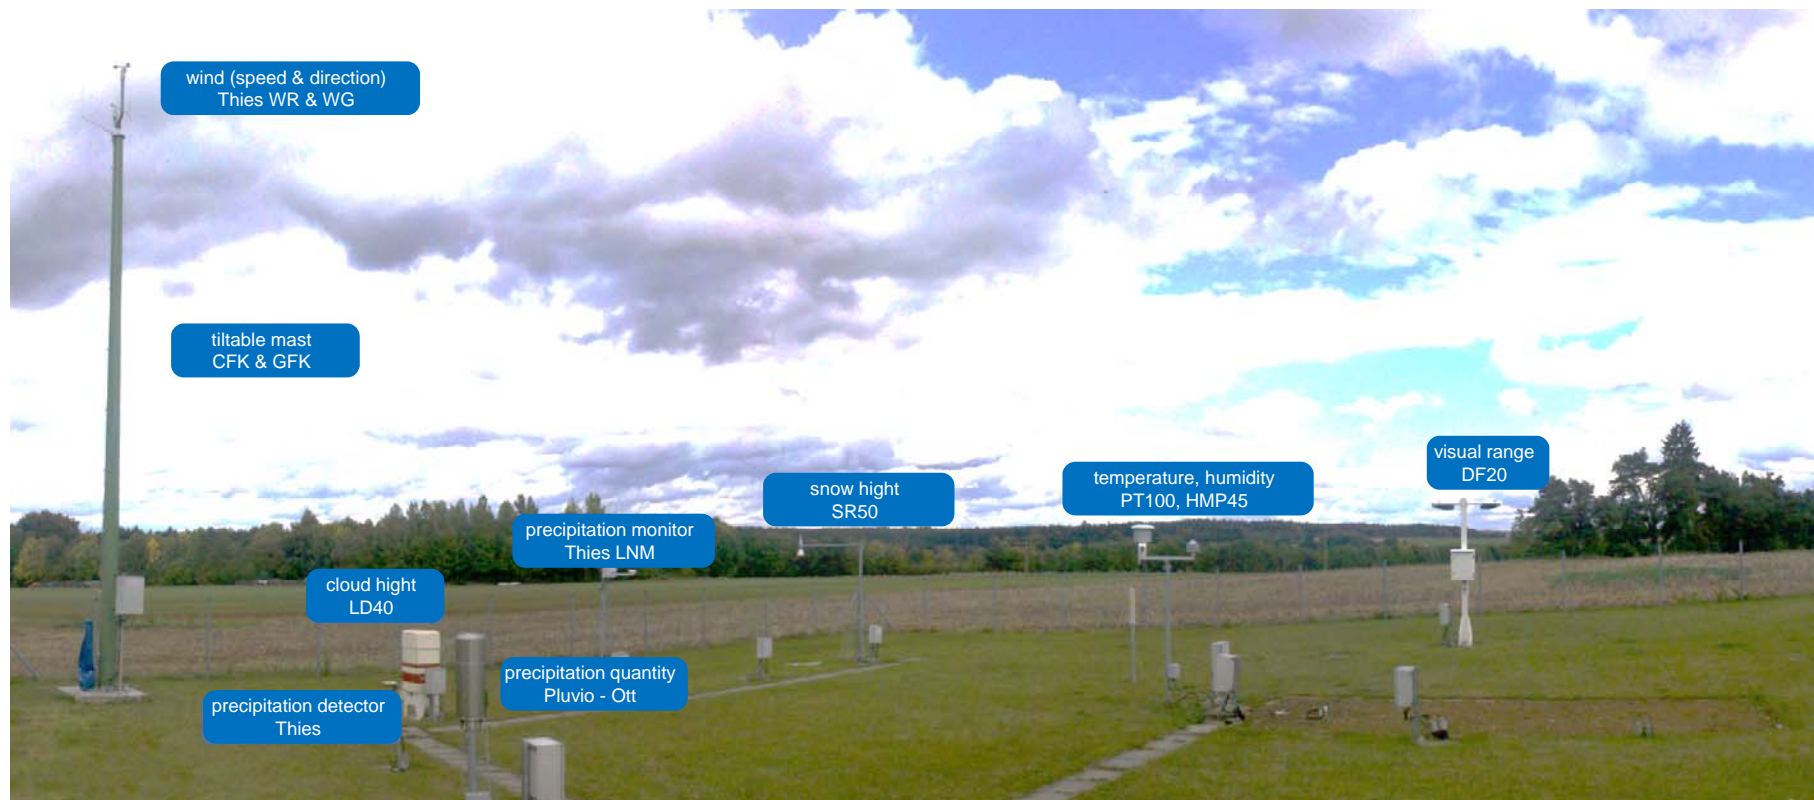 wind (speed & direction)
Thies WR & WG
tiltable mast
CFK & GFK
visual range
DF20
temperature, humidity
PT100, HMP45
snow hight
SR50
precipitation monitor
Thies LNM
cloud hight
LD40
precipitation quantity
Pluvio - Ott
precipitation detector
Thies